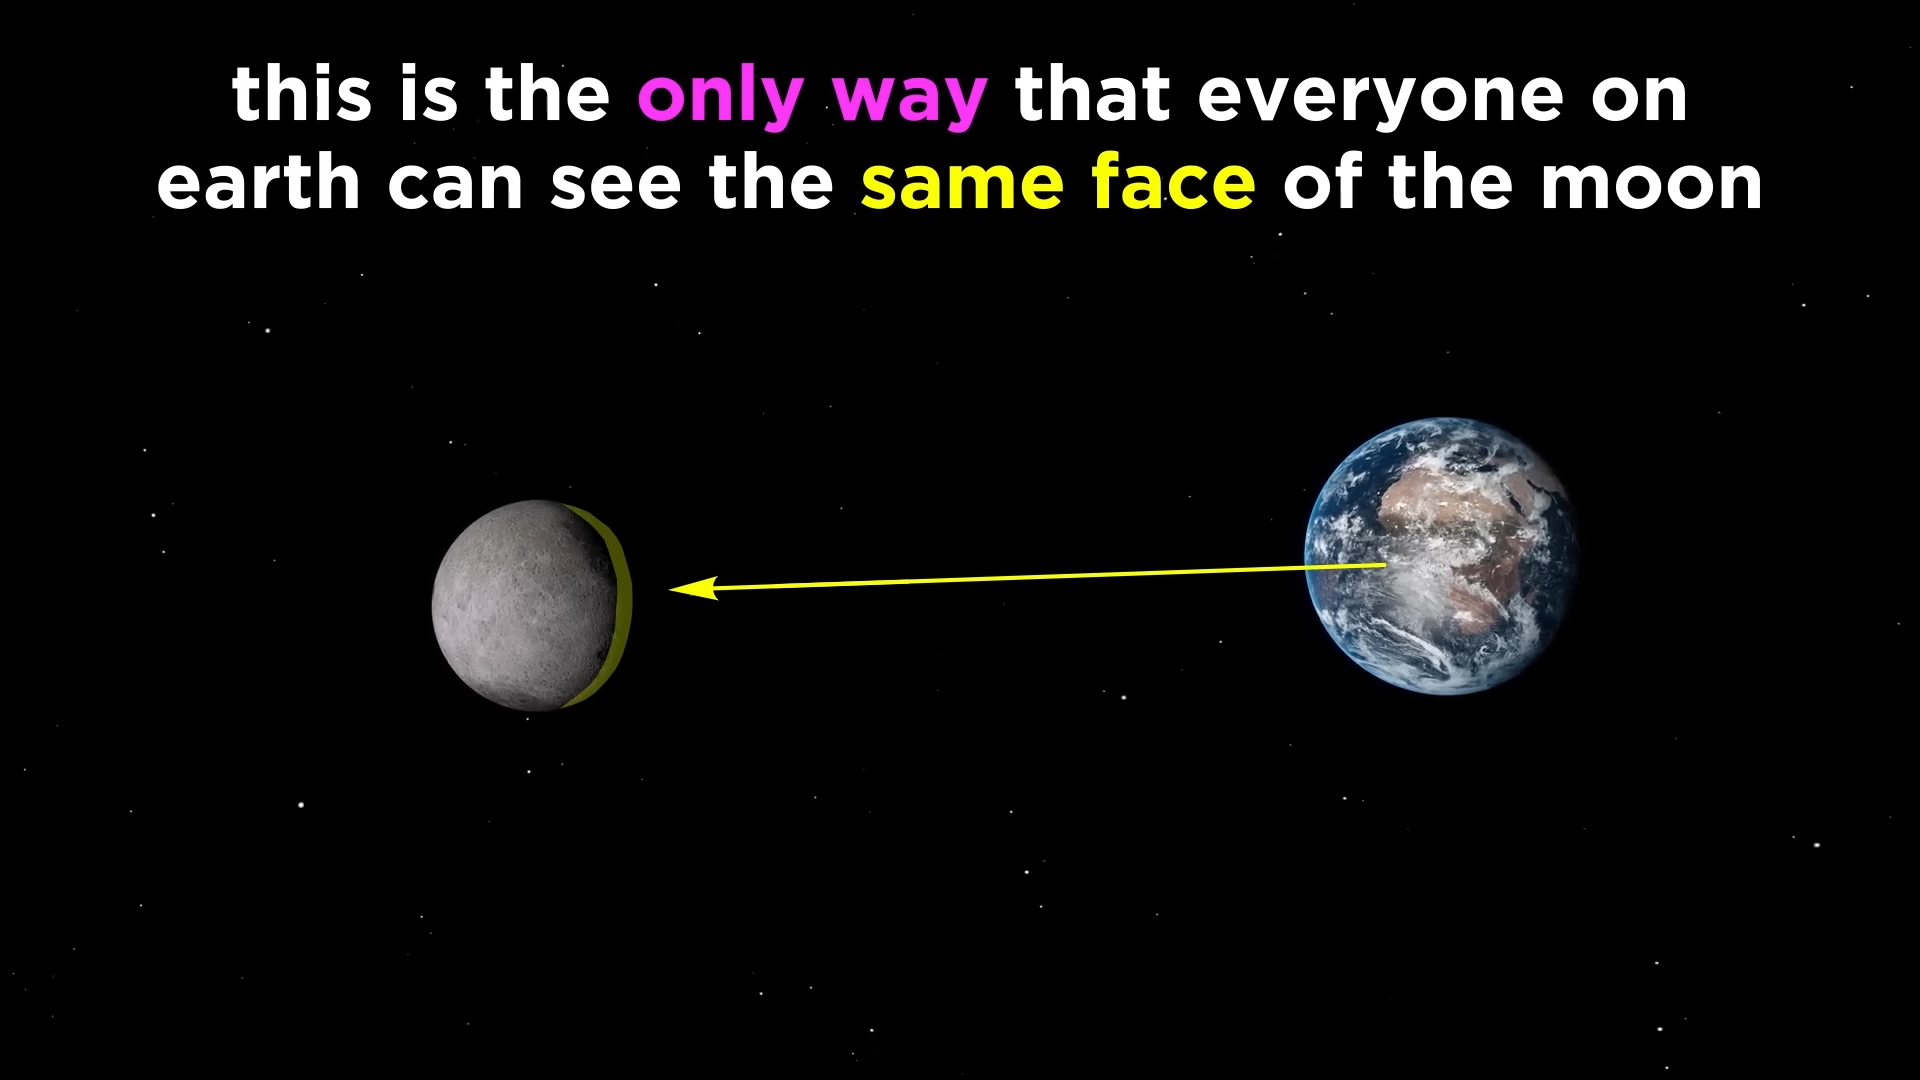 this is the only way that everyone on
earth can see the same face of the moon